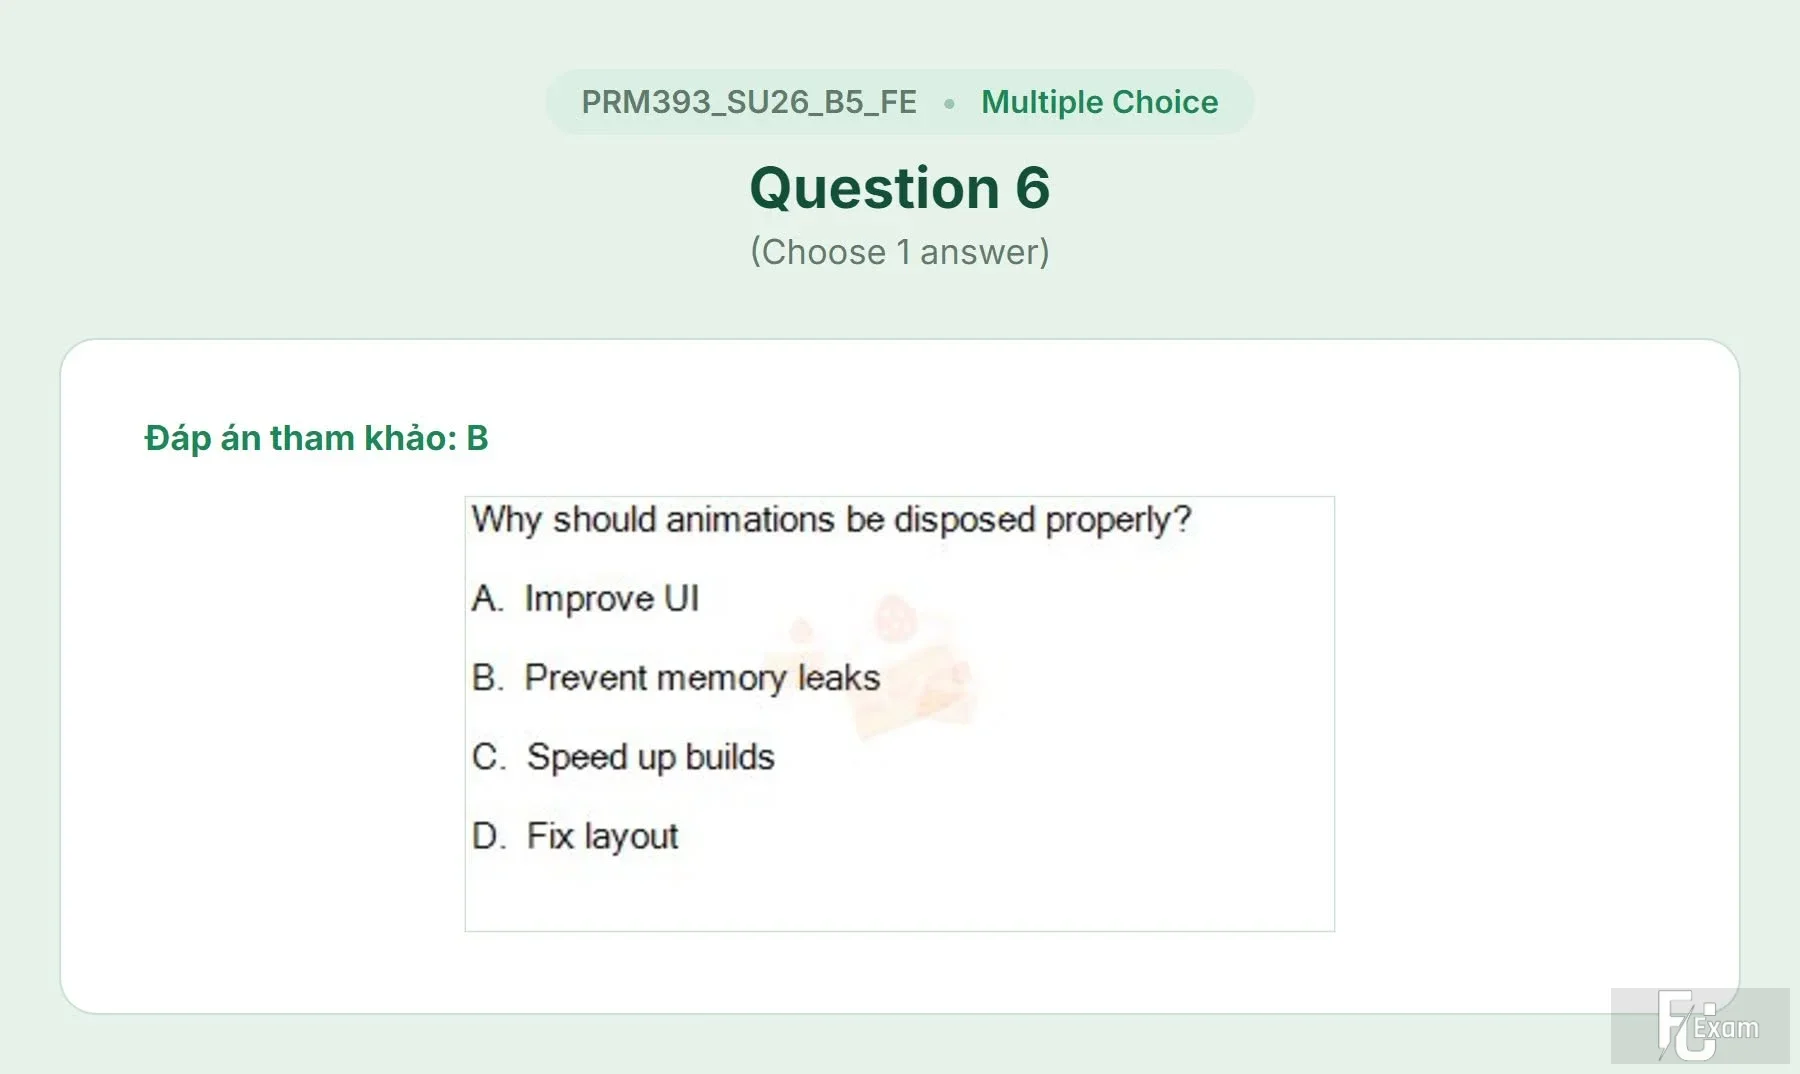 PRM393_SU26_B5_FE • Multiple Choice
Question 6
(Choose 1 answer)
Đáp án tham khảo: B
Why should animations be disposed properly?
A. Improve UI
B. Prevent memory leaks
C. Speed up builds
D. Fix layout
FU Exam